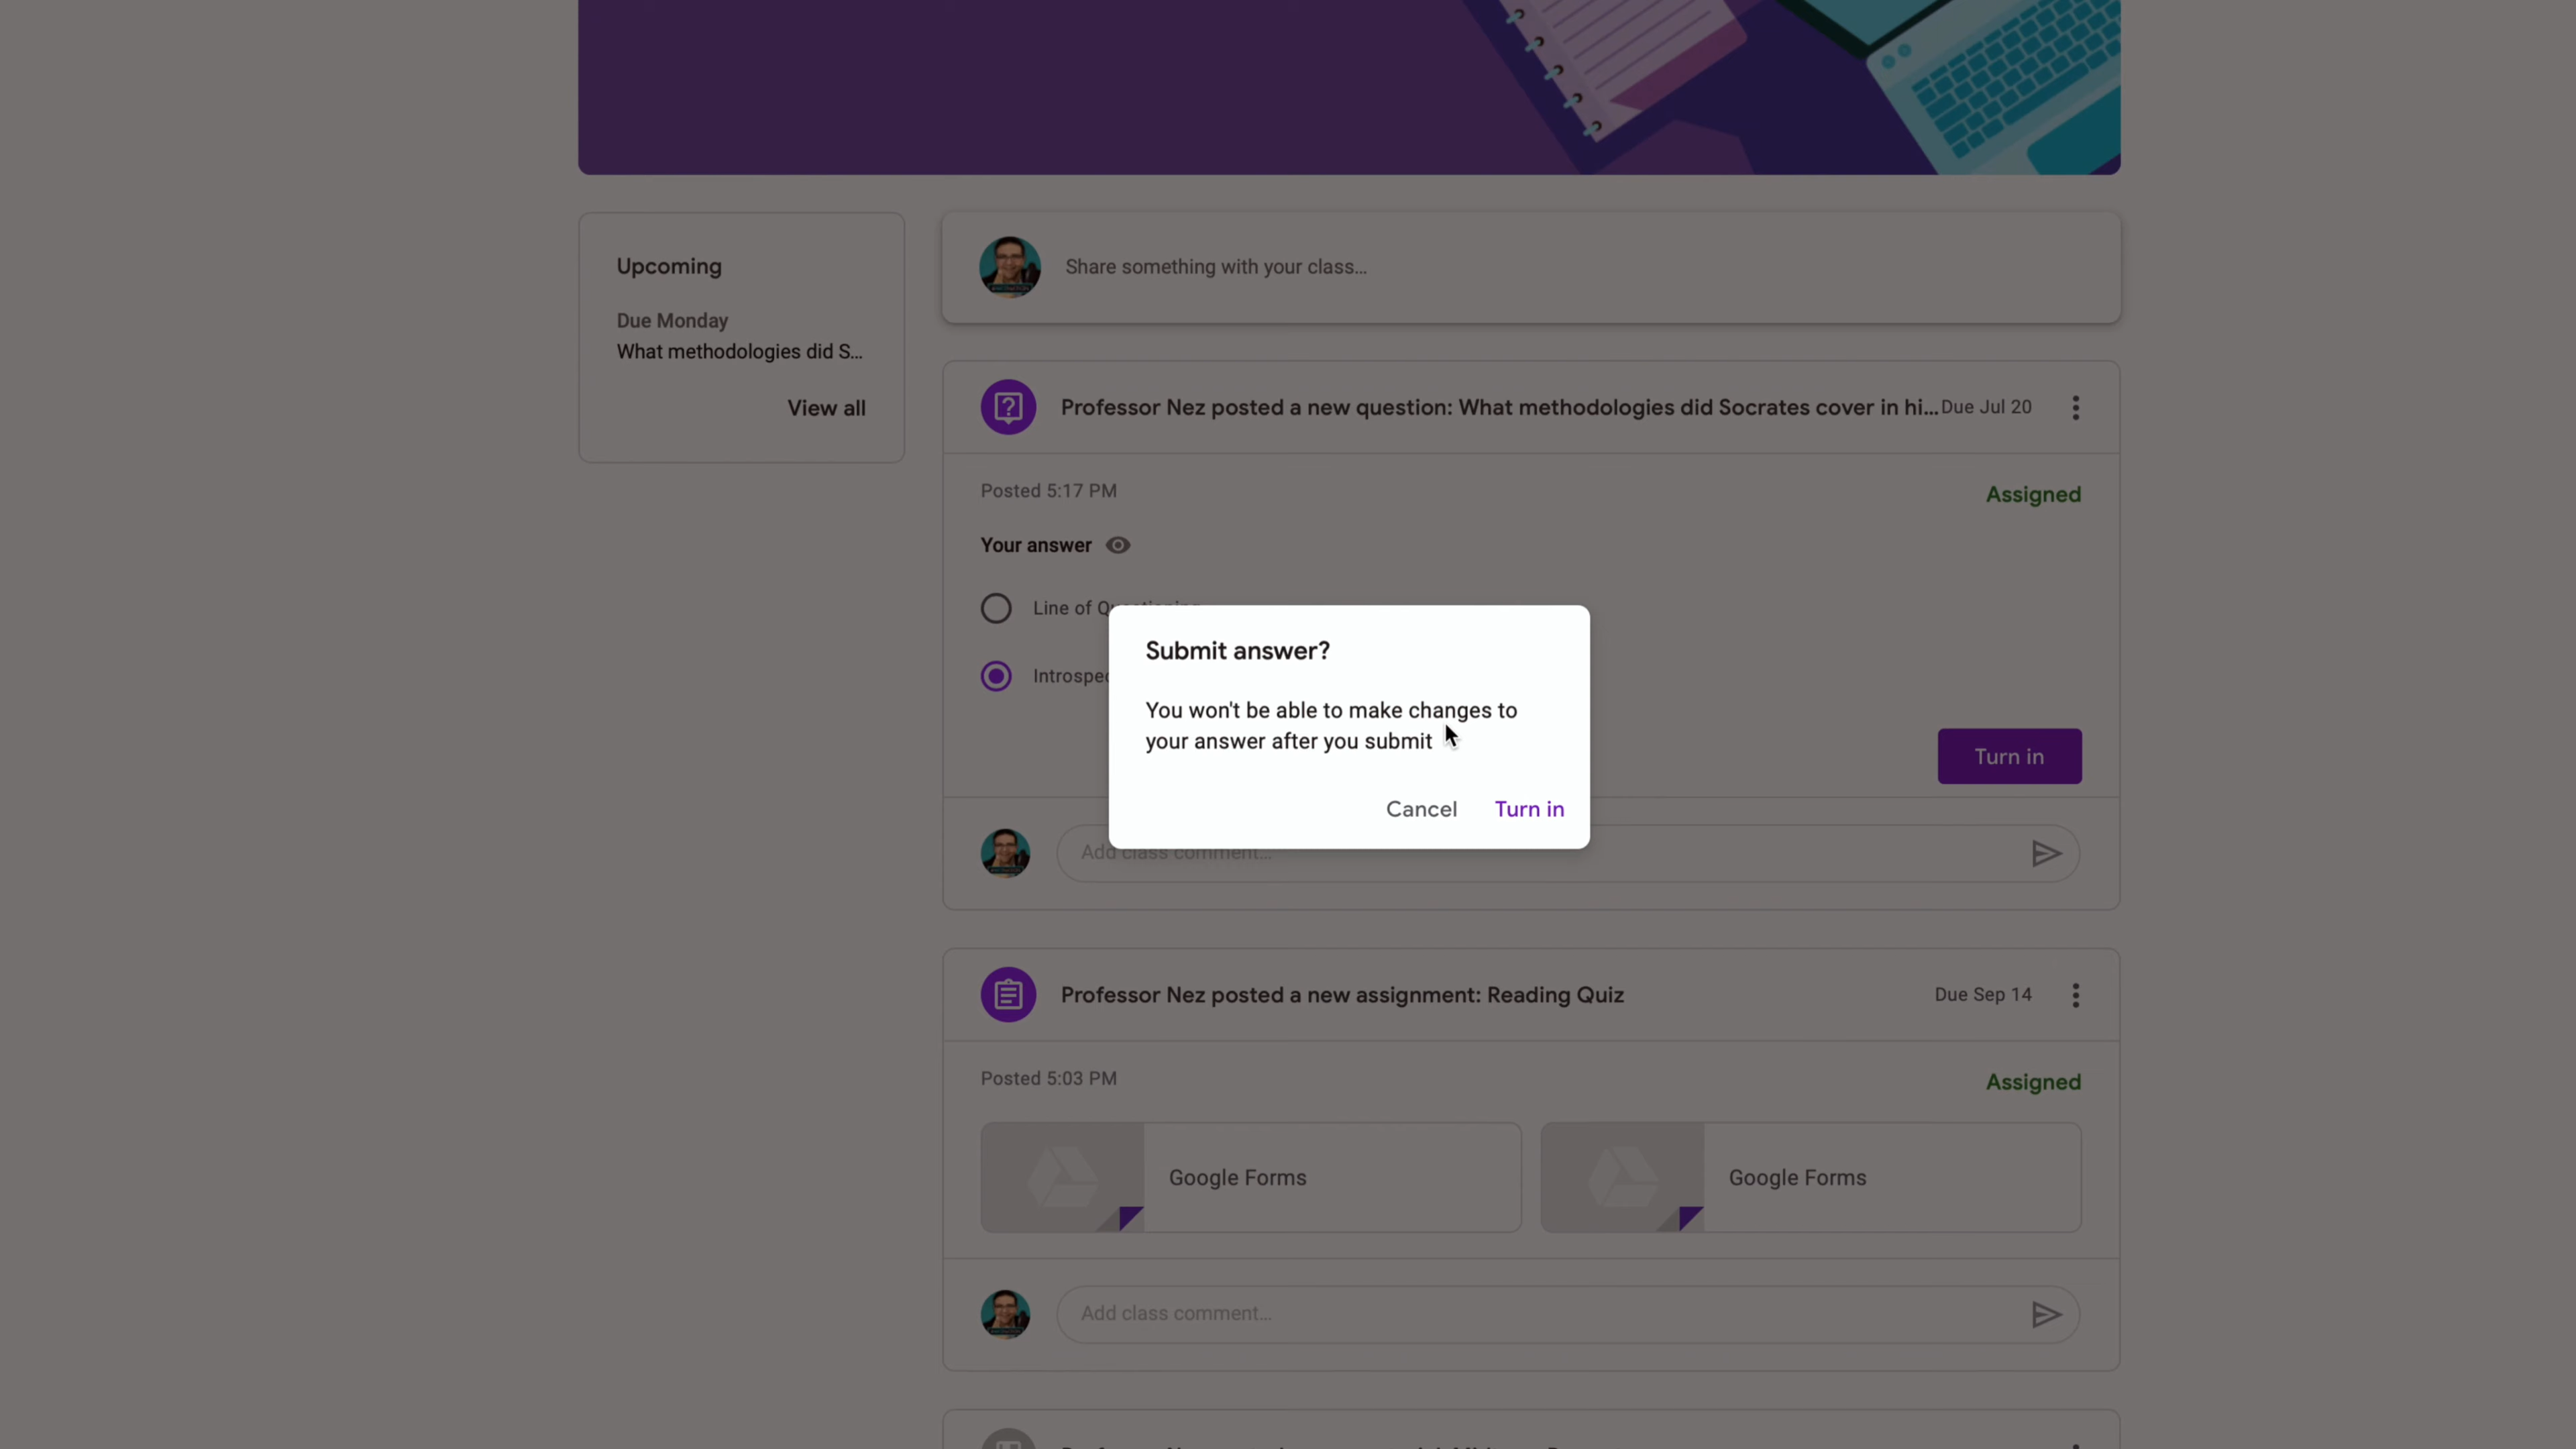 Upcoming
Due Monday
What methodologies did S...
View all
Share something with your class...
Professor Nez posted a new question: What methodologies did Socrates cover in hi... Due Jul 20
Posted 5:17 PM
Assigned
Your answer
Line of
Submit answer?
You won't be able to make changes to
your answer after you submit
Cancel Turn in
Turn in
Add class comment...
Professor Nez posted a new assignment: Reading Quiz Due Sep 14
Posted 5:03 PM
Assigned
Google Forms
Google Forms
Add class comment...